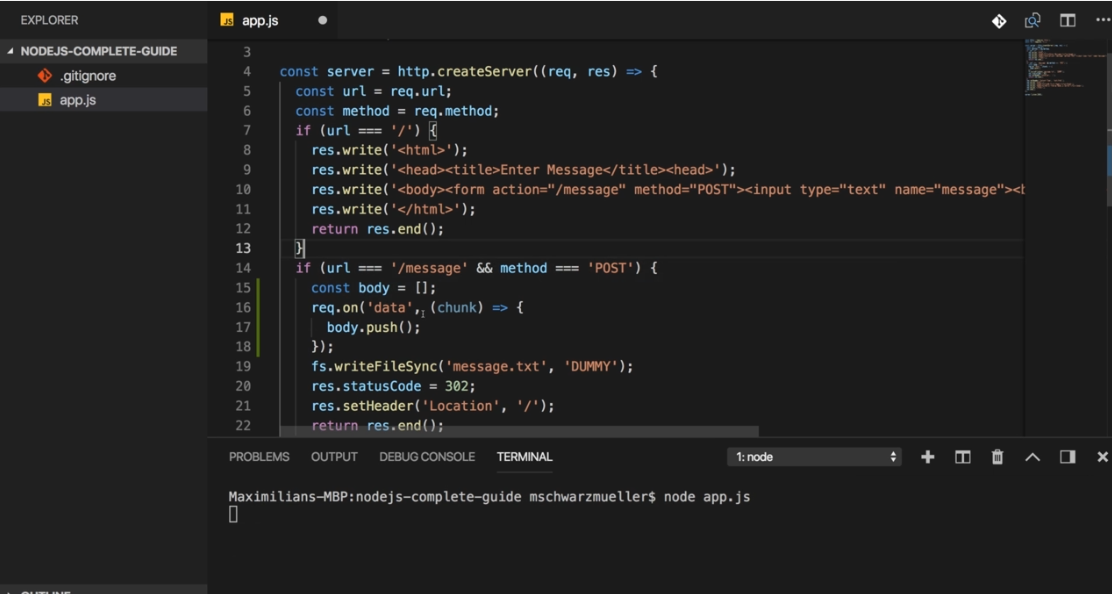 EXPLORER
JS app.js
NODEJS-COMPLETE-GUIDE
.gitignore
JS app.js
3
4 const server = http.createServer((req, res) => {
5 const url = req.url;
6 const method = req.method;
7 if (url === '/') {
8 res.write('<html>');
9 res.write('<head><title>Enter Message</title><head>');
10 res.write('<body><form action="/message" method="POST"><input type="text" name="message"><b
11 res.write('</html>');
12 return res.end();
13 }
14 if (url === '/message' && method === 'POST') {
15 const body = [];
16 req.on('data', (chunk) => {
17 body.push();
18 });
19 fs.writeFileSync('message.txt', 'DUMMY');
20 res.statusCode = 302;
21 res.setHeader('Location', '/');
22 return res.end();
PROBLEMS OUTPUT DEBUG CONSOLE TERMINAL 1: node
Maximilians-MBP:nodejs-complete-guide mschwarzmueller$ node app.js
OUTLINE